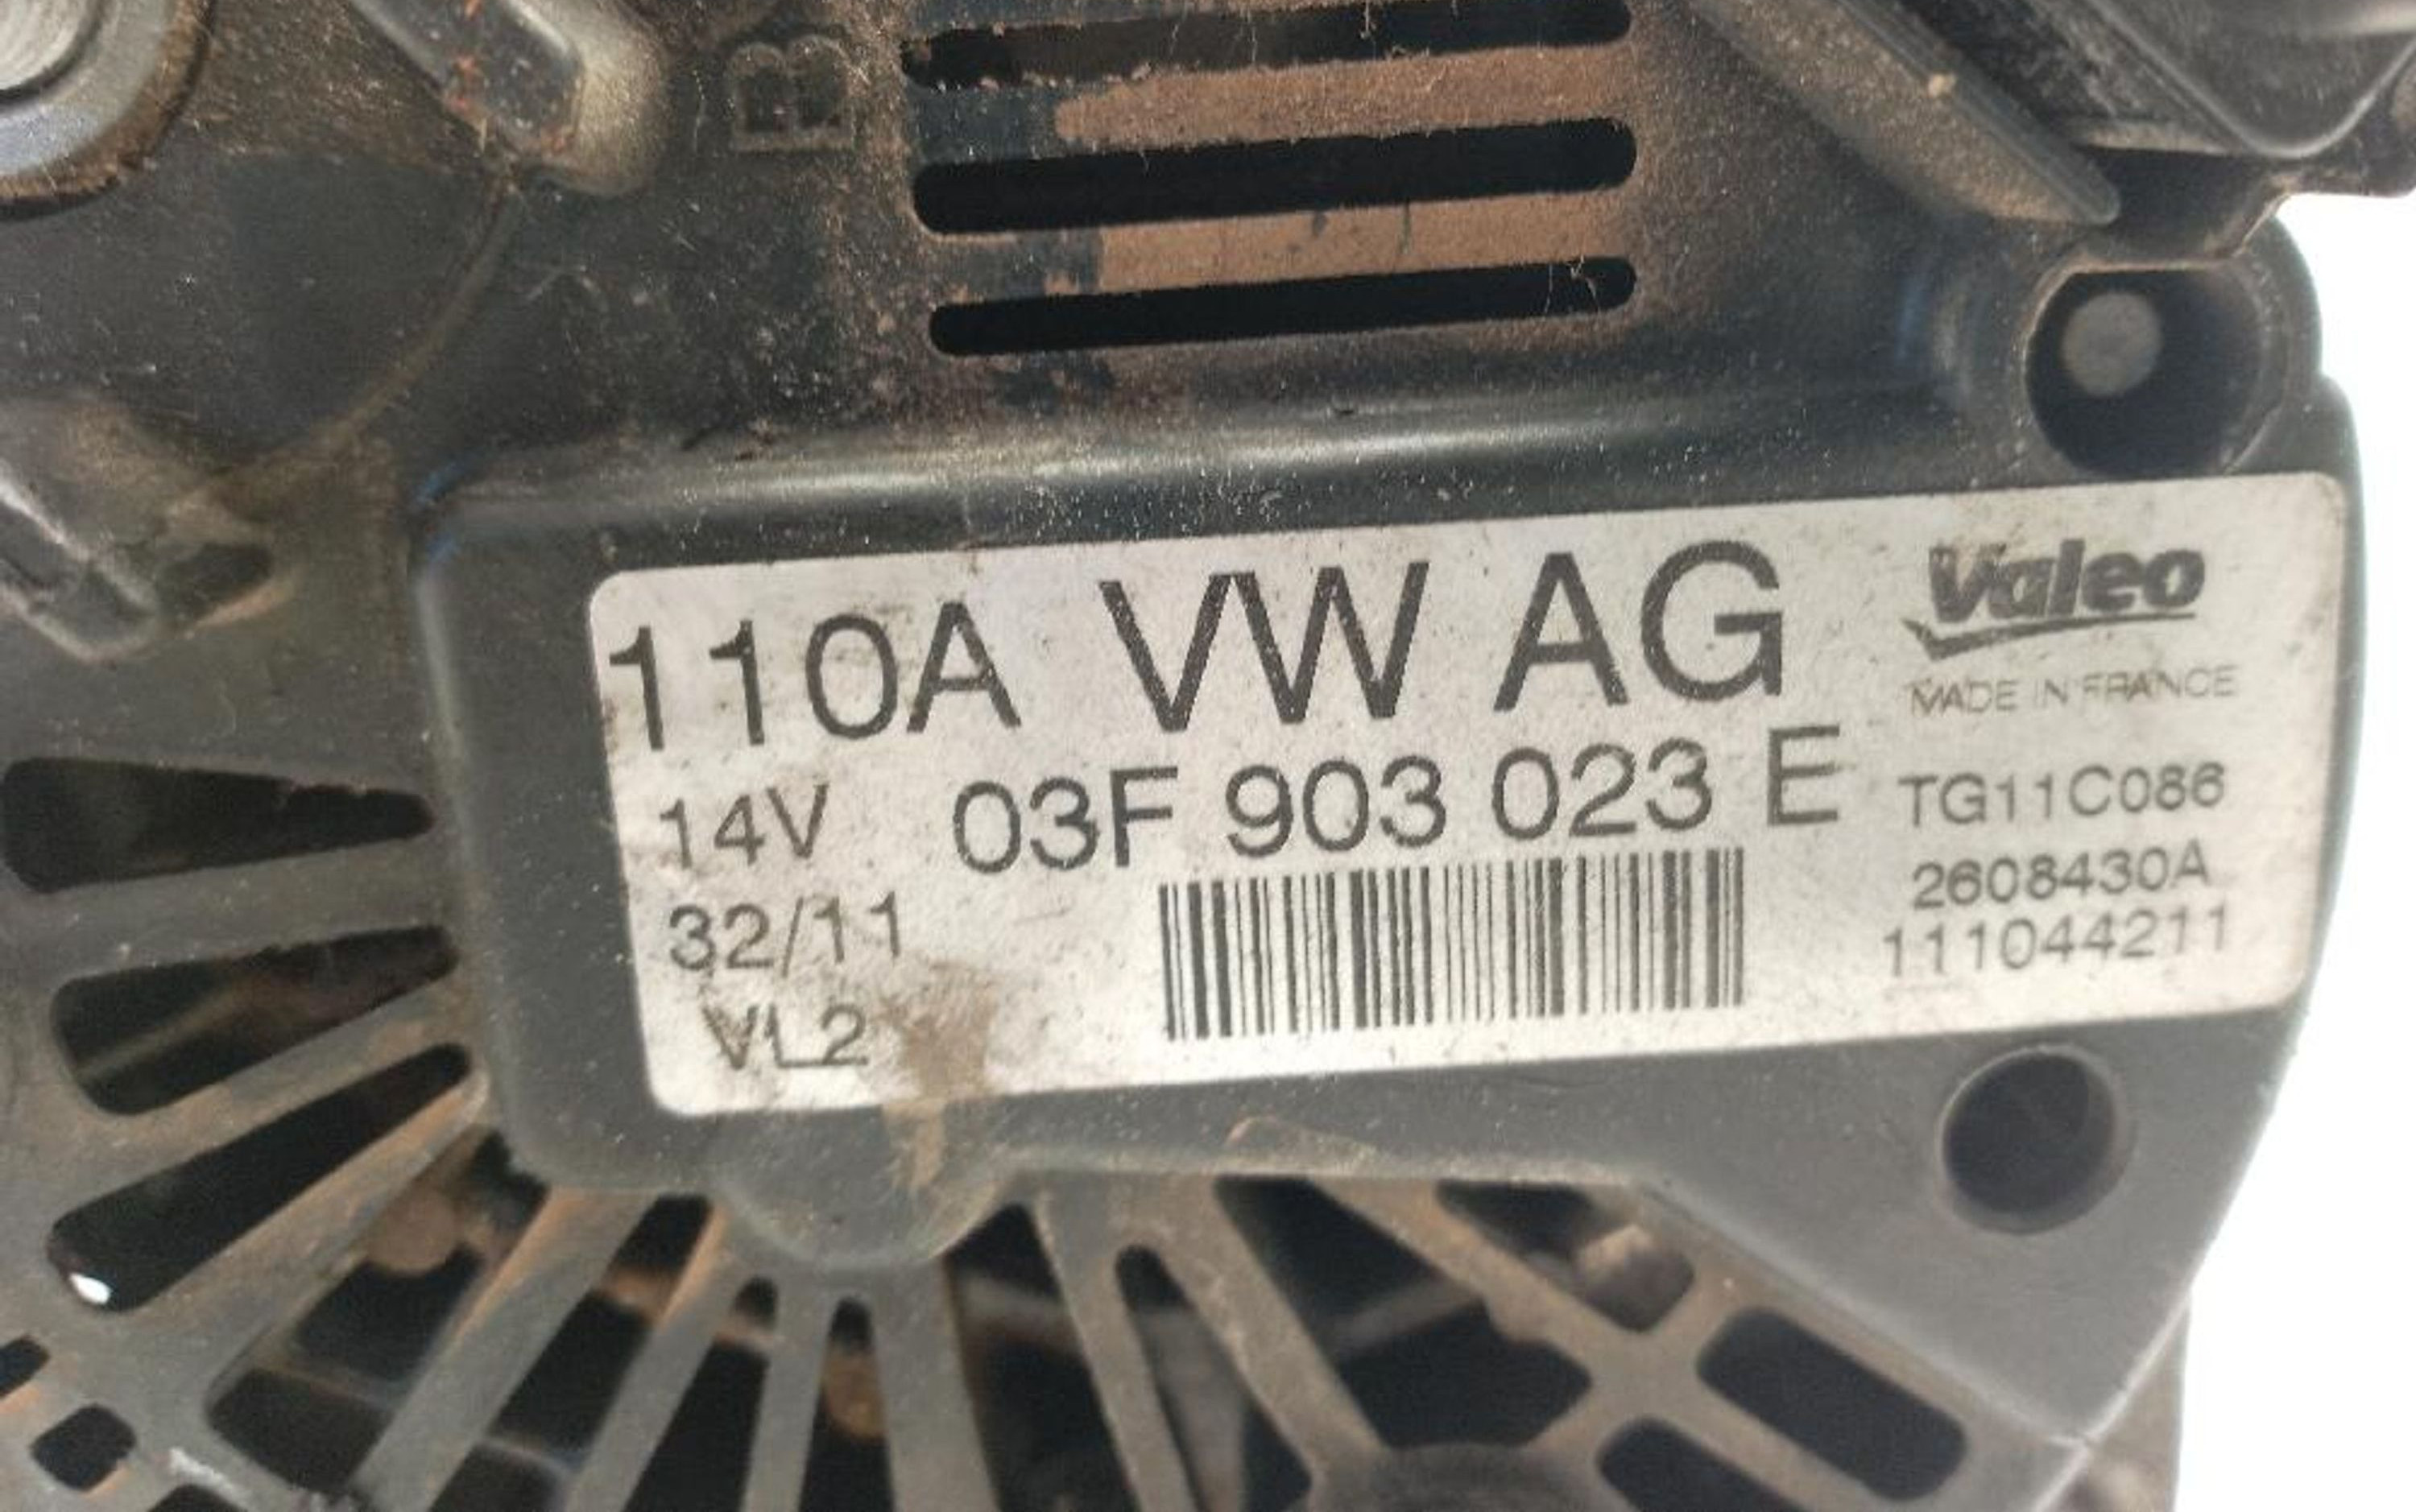 B
110A VW AG
14V 03F 903 023 E
32/11
VL2
Valeo
MADE IN FRANCE
TG11C086
2608430A
111044211